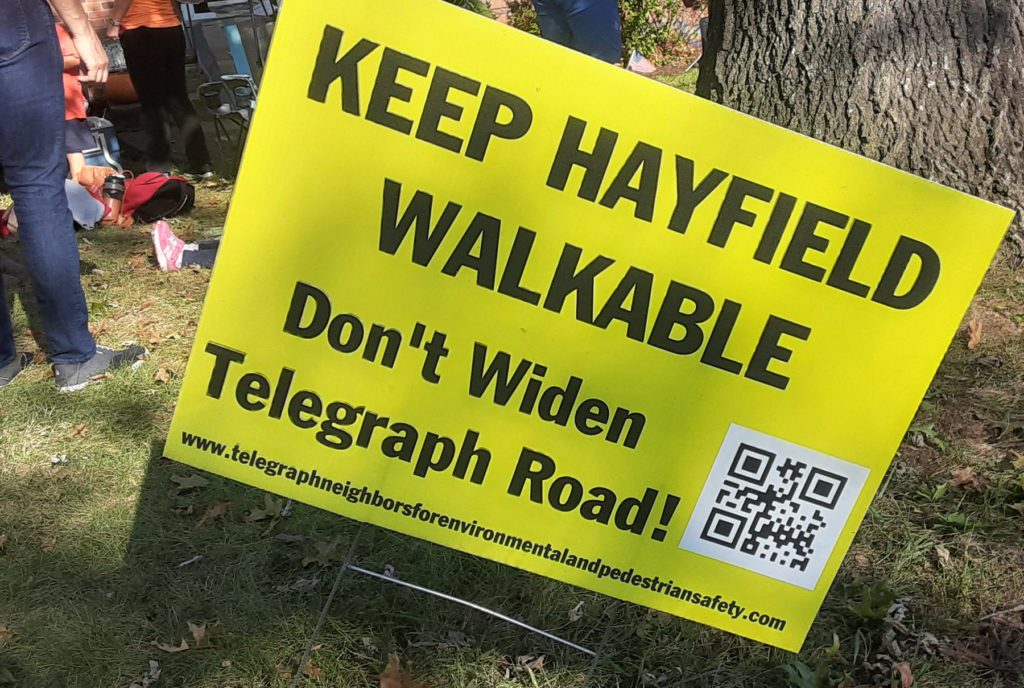 KEEP HAYFIELD
WALKABLE
Don't Widen
Telegraph Road!
www.telegraphneighborsforenvironmentalandpedestriansafety.com